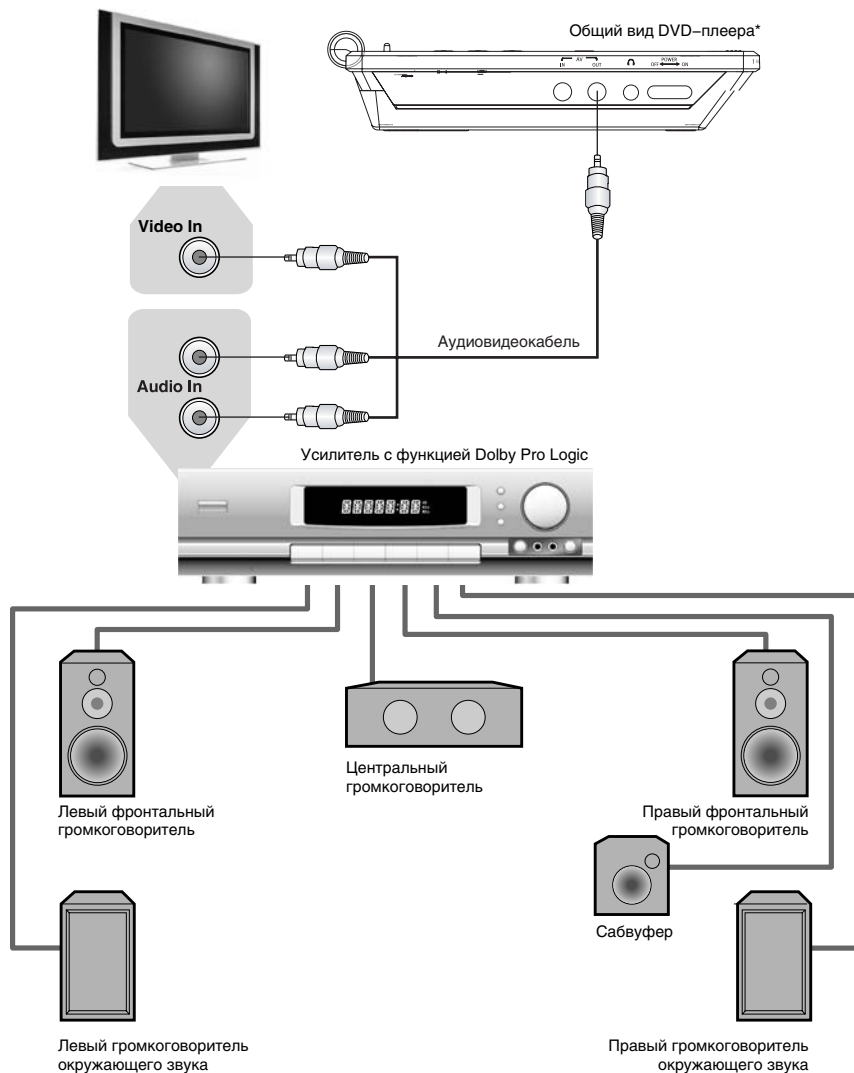 Общий вид DVD–плеера*
AV
IN
OUT
POWER
OFF
ON
Video In
Аудиовидеокабель
Audio In
Усилитель с функцией Dolby Pro Logic
Центральный
громкоговоритель
Левый фронтальный
громкоговоритель
Правый фронтальный
громкоговоритель
Сабвуфер
Левый громкоговоритель
окружающего звука
Правый громкоговоритель
окружающего звука